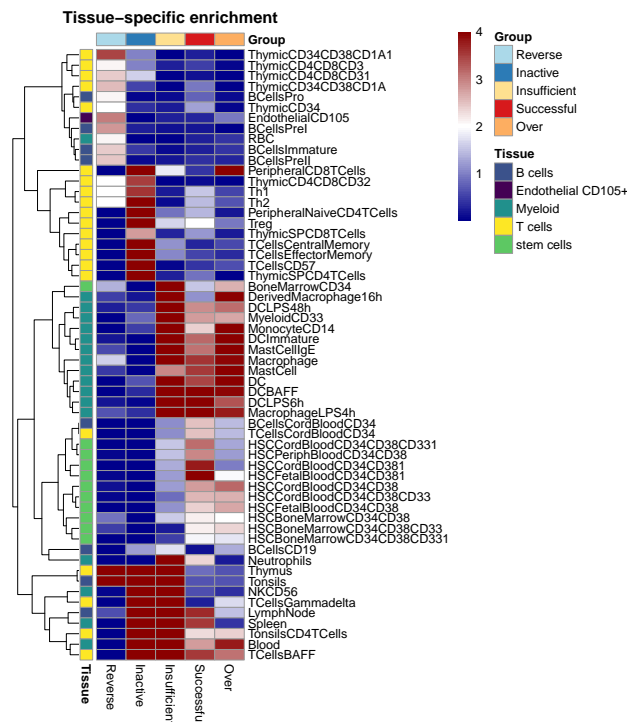 Tissue−specific enrichment
Group
ThymicCD34CD38CD1A1
ThymicCD4CD8CD3
ThymicCD4CD8CD31
ThymicCD34CD38CD1A
BCellsPro
ThymicCD34
EndothelialCD105
BCellsPreI
RBC
BCellsImmature
BCellsPreII
PeripheralCD8TCells
ThymicCD4CD8CD32
Th1
Th2
PeripheralNaiveCD4TCells
Treg
ThymicSPCD8TCells
TCellsCentralMemory
TCellsEffectorMemory
TCellsCD57
ThymicSPCD4TCells
BoneMarrowCD34
DerivedMacrophage16h
DCLPS48h
MyeloidCD33
MonocyteCD14
DCImmature
MastCellIgE
Macrophage
MastCell
DC
DCBAFF
DCLPS6h
MacrophageLPS4h
BCellsCordBloodCD34
TCellsCordBloodCD34
HSCCordBloodCD34CD38CD331
HSCPeriphBloodCD34CD38
HSCCordBloodCD34CD381
HSCFetalBloodCD34CD381
HSCCordBloodCD34CD38
HSCCordBloodCD34CD38CD33
HSCFetalBloodCD34CD38
HSCBoneMarrowCD34CD38
HSCBoneMarrowCD34CD38CD33
HSCBoneMarrowCD34CD38CD331
BCellsCD19
Neutrophils
Thymus
Tonsils
NKCD56
TCellsGammadelta
LymphNode
Spleen
TonsilsCD4TCells
Blood
TCellsBAFF
Tissue
Reverse
Inactive
Insufficient
Successful
Over
4
3
2
1
Group
Reverse
Inactive
Insufficient
Successful
Over
Tissue
B cells
Endothelial CD105+
Myeloid
T cells
stem cells